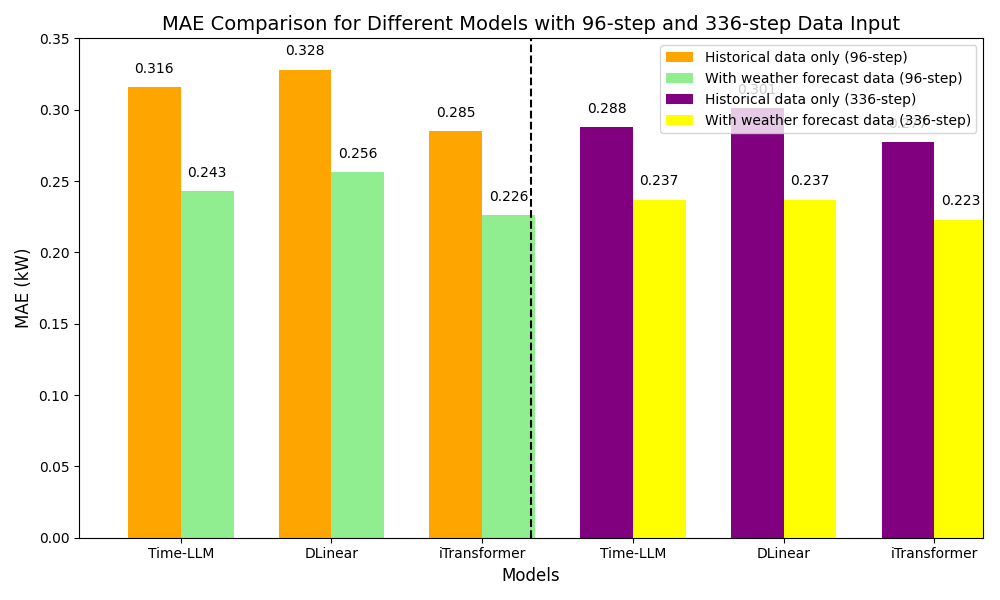 MAE Comparison for Different Models with 96-step and 336-step Data Input
MAE (kW)
0.35
0.30
0.25
0.20
0.15
0.10
0.05
0.00
Historical data only (96-step)
With weather forecast data (96-step)
Historical data only (336-step)
With weather forecast data (336-step)
0.316
0.243
0.328
0.256
0.285
0.226
0.288
0.237
0.301
0.237
0.223
Time-LLM
DLinear
iTransformer
Time-LLM
DLinear
iTransformer
Models